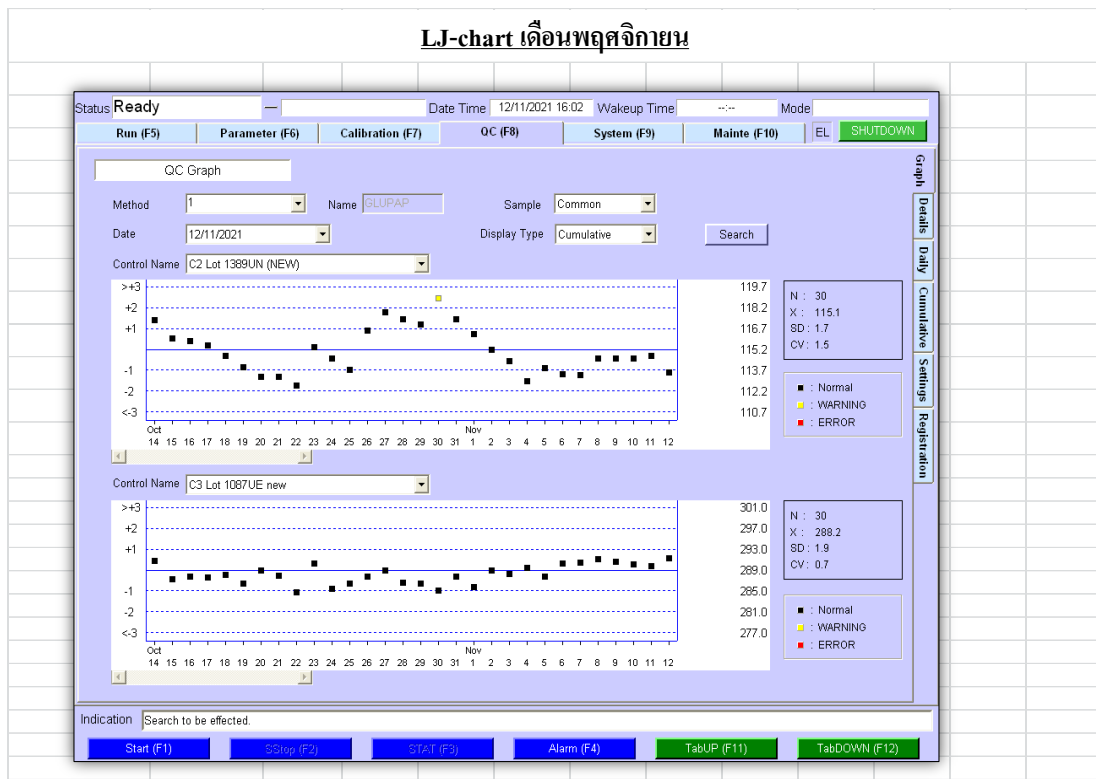 LJ-chart เดือนพฤศจิกายน
Status Ready — Date Time 12/11/2021 16:02 Wakeup Time --:-- Mode
Run (F5) Parameter (F6) Calibration (F7) QC (F8) System (F9) Mainte (F10) EL SHUTDOWN
QC Graph
Method 1 Name GLUPAP Sample Common
Date 12/11/2021 Display Type Cumulative Search
Control Name C2 Lot 1389UN (NEW)
>+3 119.7
+2 118.2
+1 116.7
115.2
-1 113.7
-2 112.2
<-3 110.7
N : 30
X : 115.1
SD : 1.7
CV : 1.5
: Normal
: WARNING
: ERROR
Oct Nov
14 15 16 17 18 19 20 21 22 23 24 25 26 27 28 29 30 31 1 2 3 4 5 6 7 8 9 10 11 12
Control Name C3 Lot 1087UE new
>+3 301.0
+2 297.0
+1 293.0
289.0
-1 285.0
-2 281.0
<-3 277.0
N : 30
X : 288.2
SD : 1.9
CV : 0.7
: Normal
: WARNING
: ERROR
Oct Nov
14 15 16 17 18 19 20 21 22 23 24 25 26 27 28 29 30 31 1 2 3 4 5 6 7 8 9 10 11 12
Graph
Details
Daily
Cumulative
Settings
Registration
Indication Search to be effected.
Start (F1) SStop (F2) STAT (F3) Alarm (F4) TabUP (F11) TabDOWN (F12)